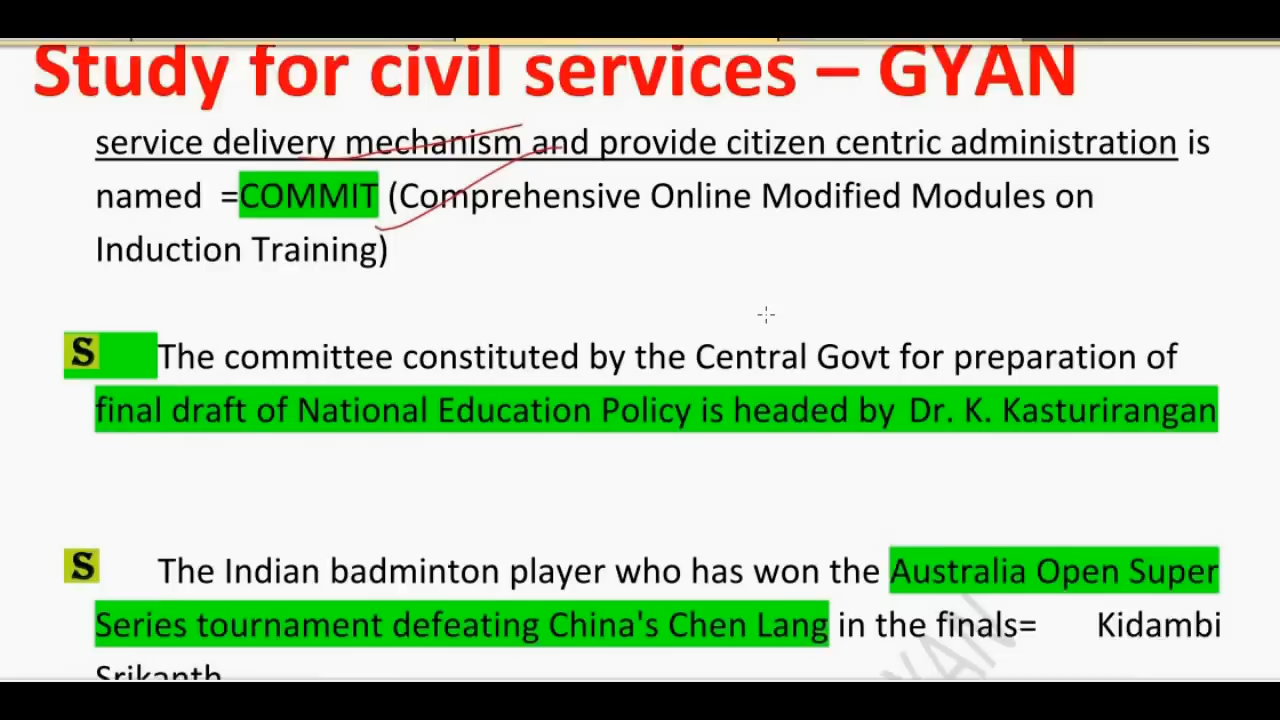 Study for civil services – GYAN
service delivery mechanism and provide citizen centric administration is
named =COMMIT (Comprehensive Online Modified Modules on
Induction Training)
S The committee constituted by the Central Govt for preparation of
final draft of National Education Policy is headed by Dr. K. Kasturirangan
S The Indian badminton player who has won the Australia Open Super
Series tournament defeating China's Chen Lang in the finals= Kidambi
Srikanth
YAN